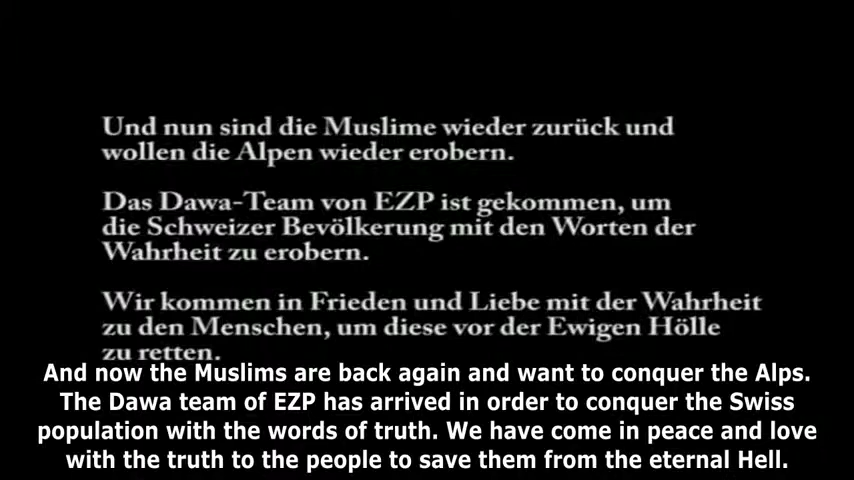 Und nun sind die Muslime wieder zurück und
wollen die Alpen wieder erobern.
Das Dawa-Team von EZP ist gekommen, um
die Schweizer Bevölkerung mit den Worten der
Wahrheit zu erobern.
Wir kommen in Frieden und Liebe mit der Wahrheit
zu den Menschen, um diese vor der Ewigen Hölle
zu retten.
And now the Muslims are back again and want to conquer the Alps.
The Dawa team of EZP has arrived in order to conquer the Swiss
population with the words of truth. We have come in peace and love
with the truth to the people to save them from the eternal Hell.